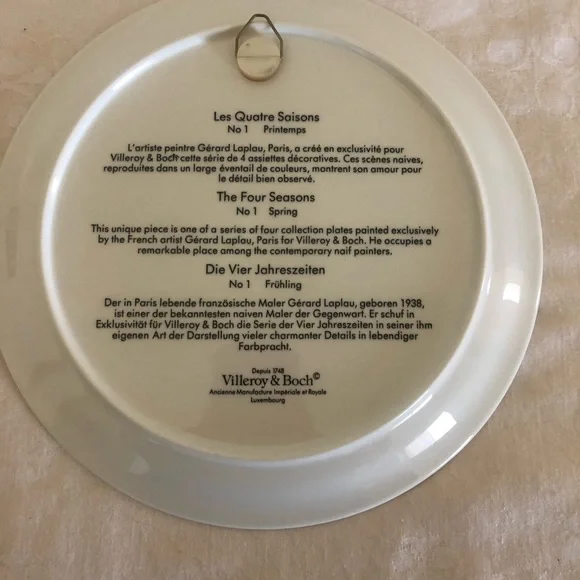 Les Quatre Saisons
No 1 Printemps
L'artiste peintre Gérard Laplau, Paris, a créé en exclusivité pour
Villeroy & Boch cette série de 4 assiettes décoratives. Ces scènes naives,
reproduites dans un large éventail de couleurs, montrent son amour pour
le détail bien observé.
The Four Seasons
No 1 Spring
This unique piece is one of a series of four collection plates painted exclusively
by the French artist Gérard Laplau, Paris for Villeroy & Boch. He occupies a
remarkable place among the contemporary naif painters.
Die Vier Jahreszeiten
No 1 Frühling
Der in Paris lebende französische Maler Gérard Laplau, geboren 1938,
ist einer der bekanntesten naiven Maler der Gegenwart. Er schuf in
Exklusivität für Villeroy & Boch die Serie der Vier Jahreszeiten in seiner ihm
eigenen Art der Darstellung vieler charmanter Details in lebendiger
Farbpracht.
Depuis 1748
Villeroy & Boch©
Ancienne Manufacture Impériale et Royale
Luxembourg